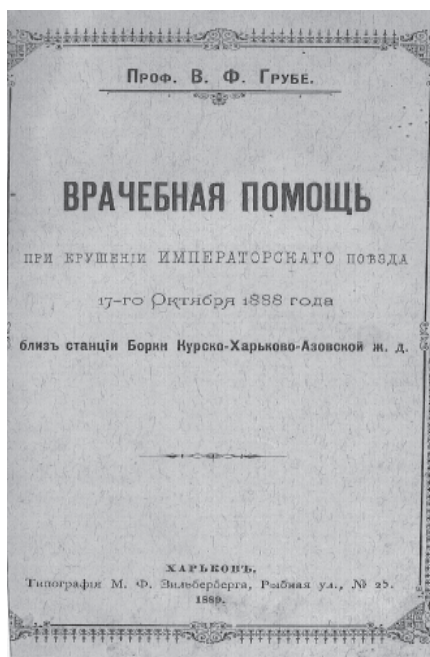 Проф. В. Ф. Грубе.
ВРАЧЕБНАЯ ПОМОЩЬ
ПРИ КРУШЕНІИ ИМПЕРАТОРСКАГО ПОѢЗДА
17-го Октября 1888 года
близъ станціи Борки Курско-Харьково-Азовской ж. д.
ХАРЬКОВЪ.
Типографія М. Ф. Зильберберга, Рыбная ул., № 25.
1889.